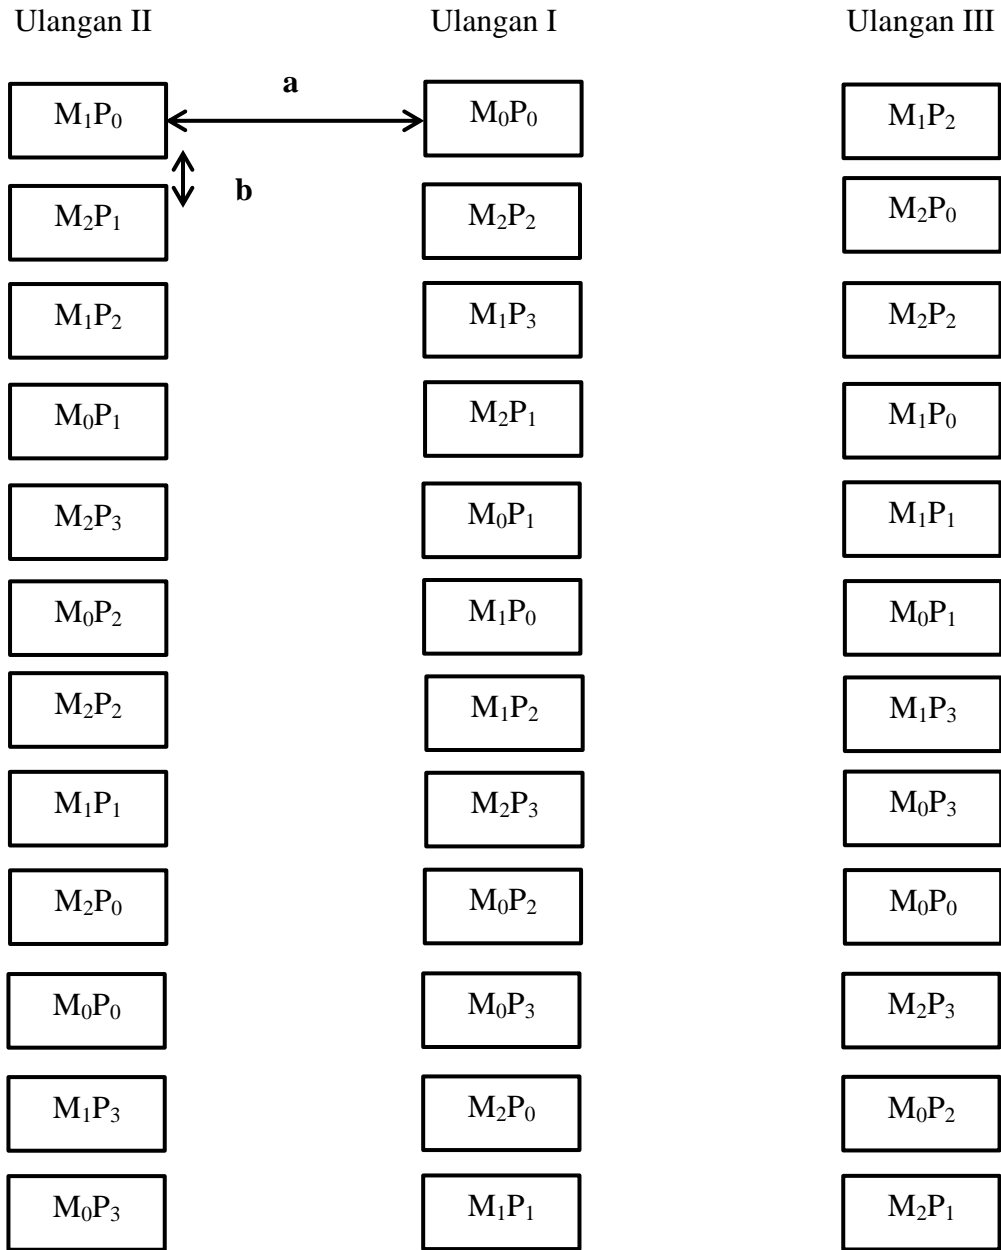 Ulangan II Ulangan I Ulangan III
a
M₁P₀ M₀P₀ M₁P₂
b
M₂P₁ M₂P₂ M₂P₀
M₁P₂ M₁P₃ M₂P₂
M₀P₁ M₂P₁ M₁P₀
M₂P₃ M₀P₁ M₁P₁
M₀P₂ M₁P₀ M₀P₁
M₂P₂ M₁P₂ M₁P₃
M₁P₁ M₂P₃ M₀P₃
M₂P₀ M₀P₂ M₀P₀
M₀P₀ M₀P₃ M₂P₃
M₁P₃ M₂P₀ M₀P₂
M₀P₃ M₁P₁ M₂P₁